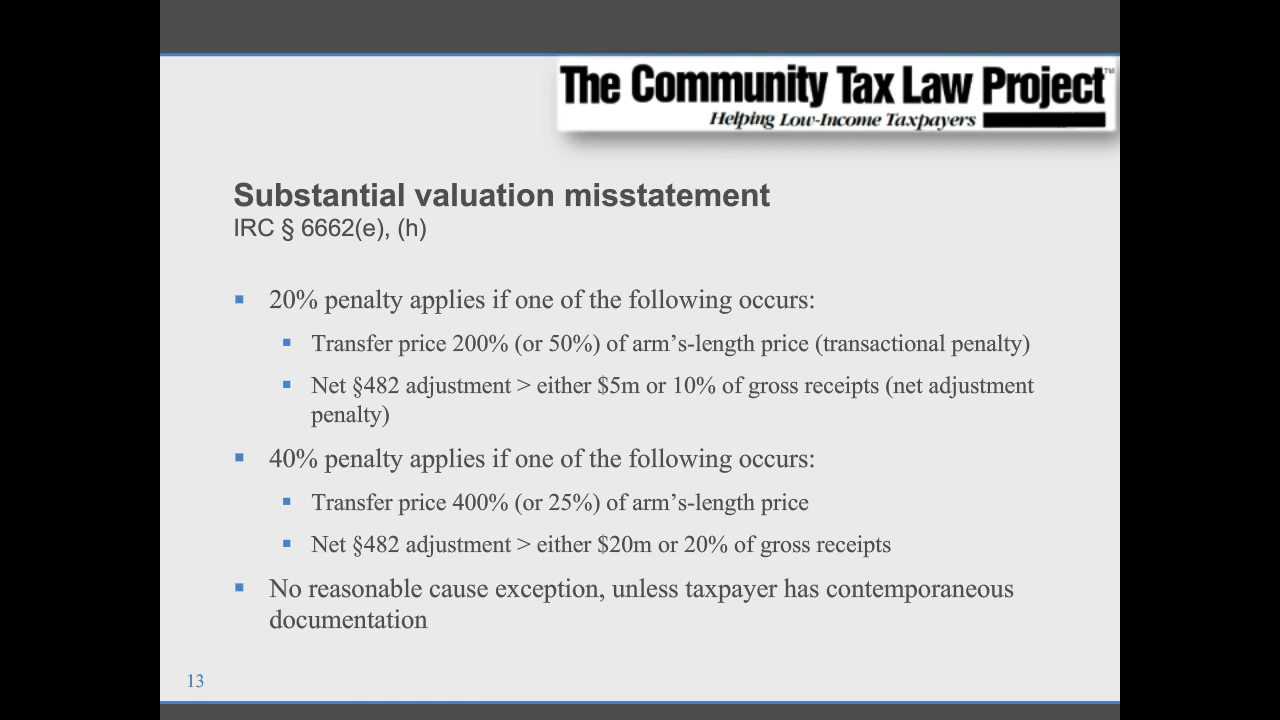 The Community Tax Law Project™
Helping Low-Income Taxpayers
Substantial valuation misstatement
IRC § 6662(e), (h)
▪ 20% penalty applies if one of the following occurs:
▪ Transfer price 200% (or 50%) of arm’s-length price (transactional penalty)
▪ Net §482 adjustment > either $5m or 10% of gross receipts (net adjustment
penalty)
▪ 40% penalty applies if one of the following occurs:
▪ Transfer price 400% (or 25%) of arm’s-length price
▪ Net §482 adjustment > either $20m or 20% of gross receipts
▪ No reasonable cause exception, unless taxpayer has contemporaneous
documentation
13